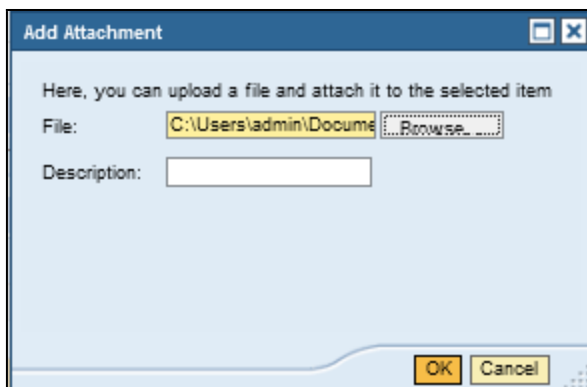 Add Attachment
Here, you can upload a file and attach it to the selected item
File: C:\Users\admin\Docume Browse...
Description:
OK Cancel